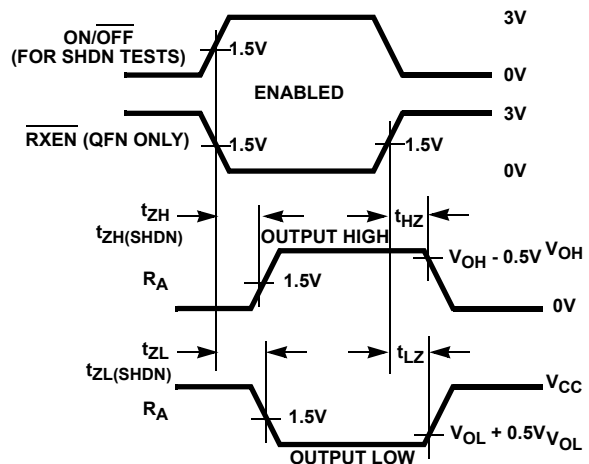 ON/OFF
(FOR SHDN TESTS)
3V
1.5V
0V
ENABLED
3V
RXEN (QFN ONLY)
1.5V
1.5V
0V
tZH
tZH(SHDN)
tHZ
OUTPUT HIGH
VOH - 0.5V
VOH
RA
1.5V
0V
tZL
tZL(SHDN)
tLZ
VCC
RA
1.5V
VOL + 0.5V
VOL
OUTPUT LOW